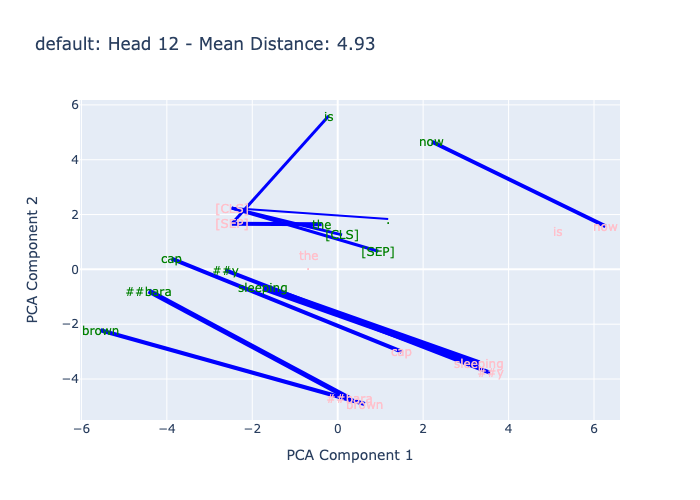 default: Head 12 - Mean Distance: 4.93
6
is
now
4
[CLS]
2
[SEP]
the
.
now
is
[CLS]
[SEP]
the
cap
0
.
##y
sleeping
##bara
−2
brown
cap
sleeping
##y
−4
##bara
brown
−6
−4
−2
0
2
4
6
PCA Component 1
PCA Component 2